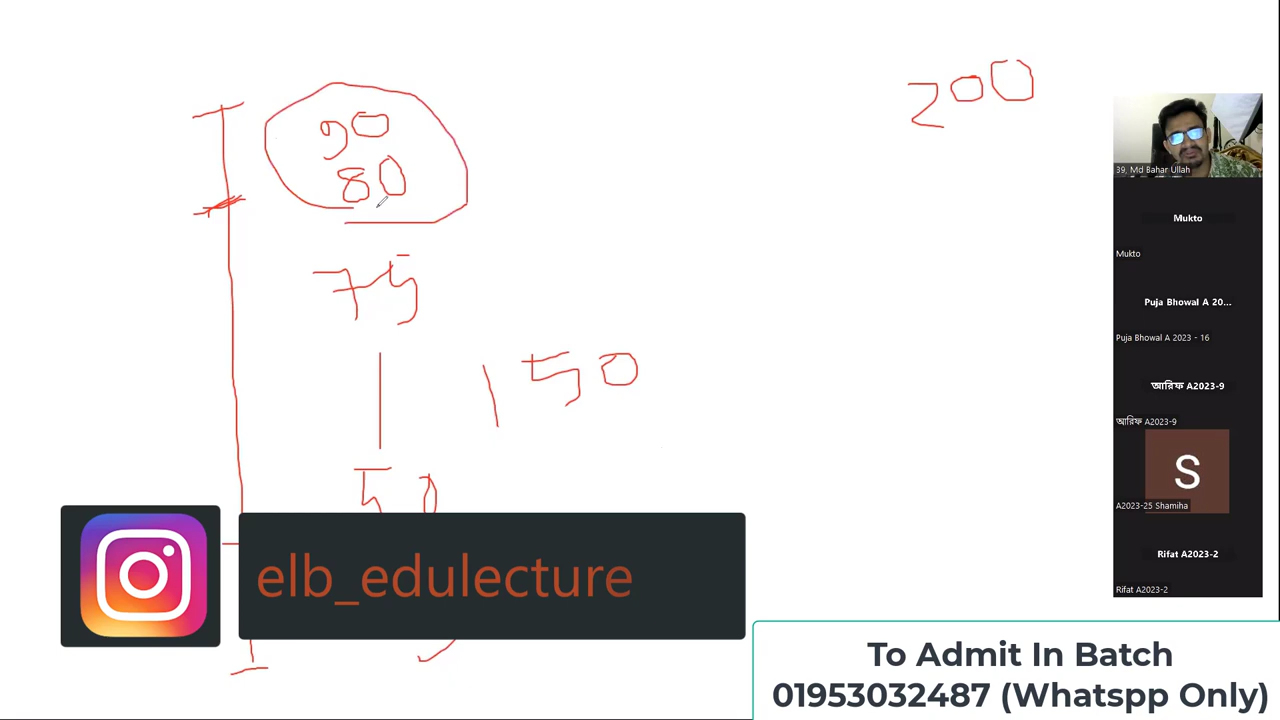 200
90
80
75
150
50
elb_edulecture
39, Md Bahar Ullah
Mukto
Mukto
Puja Bhowal A 20...
Puja Bhowal A 2023 - 16
আরিফ A2023-9
আরিফ A2023-9
S
A2023-25 Shamiha
Rifat A2023-2
Rifat A2023-2
To Admit In Batch
01953032487 (Whatspp Only)